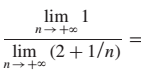 lim 1
n→+∞
lim (2 + 1/n) =
n→+∞